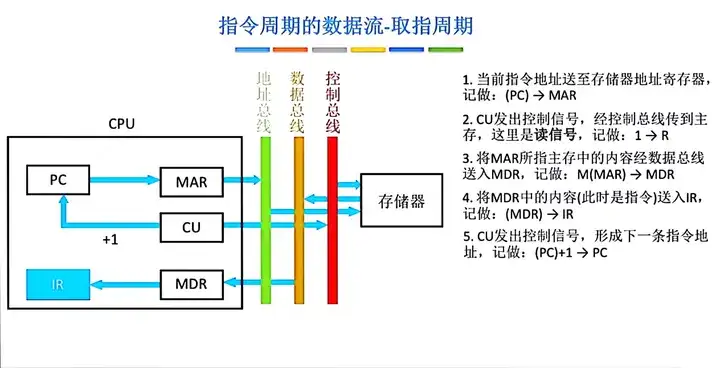 指令周期的数据流-取指周期
地址总线
数据总线
控制总线
CPU
PC
MAR
CU
+1
IR
MDR
存储器
1. 当前指令地址送至存储器地址寄存器,
记做：(PC) → MAR
2. CU发出控制信号，经控制总线传到主
存，这里是读信号，记做：1 → R
3. 将MAR所指主存中的内容经数据总线
送入MDR，记做：M(MAR) → MDR
4. 将MDR中的内容(此时是指令)送入IR，
记做：(MDR) → IR
5. CU发出控制信号，形成下一条指令地
址，记做：(PC)+1 → PC